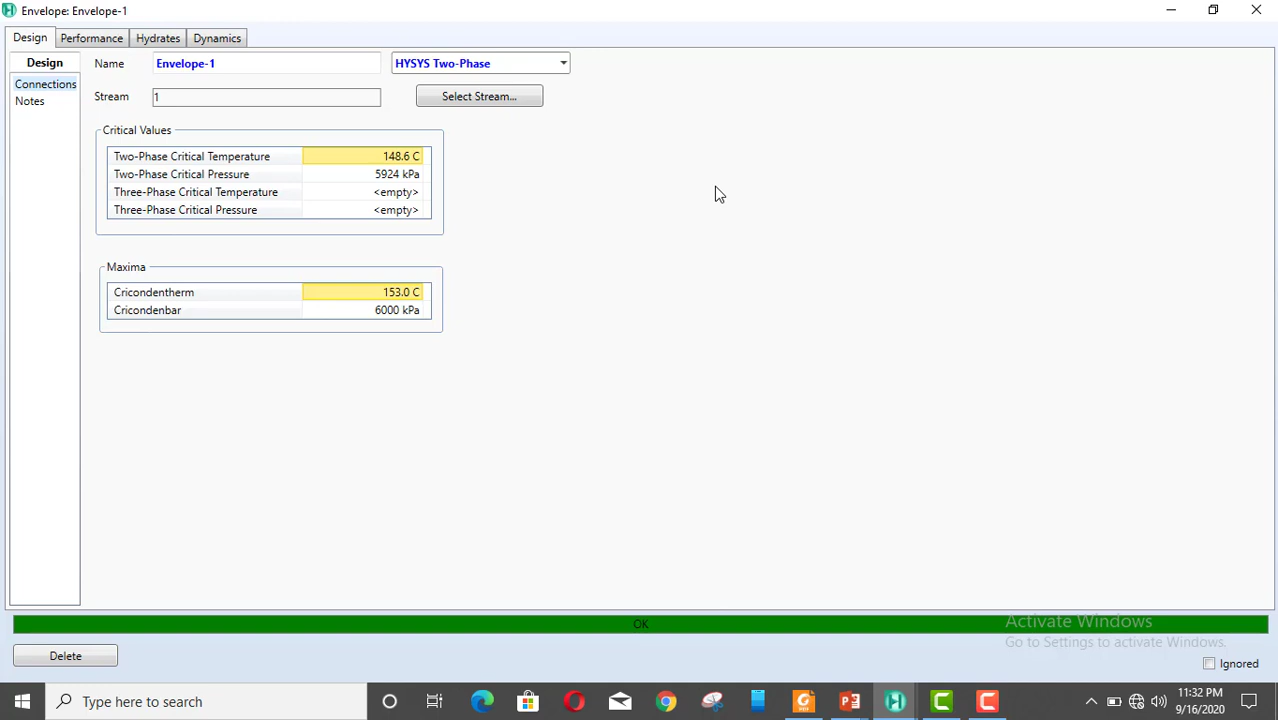 Envelope: Envelope-1
Design Performance Hydrates Dynamics
Design
Connections
Notes
Name Envelope-1 HYSYS Two-Phase
Stream 1 Select Stream...
Critical Values
Two-Phase Critical Temperature 148.6 C
Two-Phase Critical Pressure 5924 kPa
Three-Phase Critical Temperature <empty>
Three-Phase Critical Pressure <empty>
Maxima
Cricondentherm 153.0 C
Cricondenbar 6000 kPa
OK
Activate Windows
Go to Settings to activate Windows.
Delete
Ignored
Type here to search
11:32 PM
9/16/2020